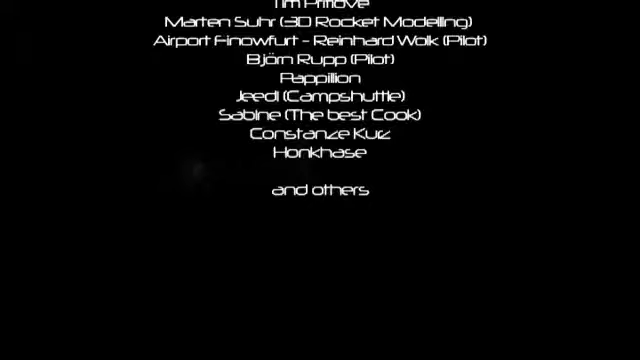 Tim Pritlove
Marten Suhr (3D Rocket Modelling)
Airport Finowfurt - Reinhard Wolk (Pilot)
Björn Rupp (Pilot)
Pappillion
Jeedi (Campshuttle)
Sabine (The best Cook)
Constanze Kurz
Honkhase
and others